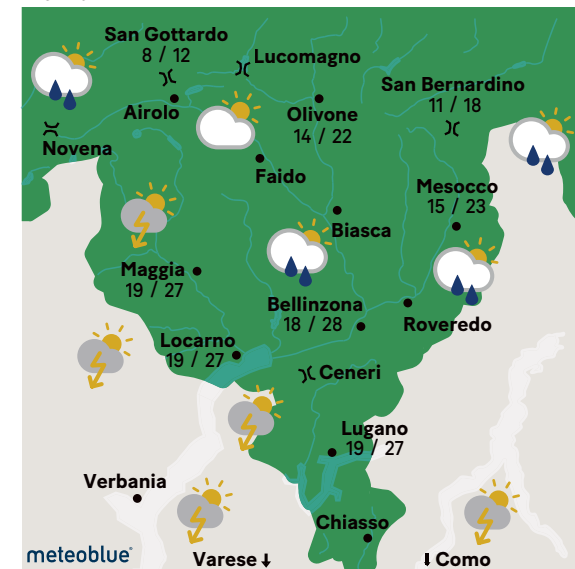 San Gottardo
8 / 12
Lucomagno
San Bernardino
11 / 18
Airolo
Olivone
14 / 22
Novena
Faido
Mesocco
15 / 23
Biasca
Maggia
19 / 27
Bellinzona
18 / 28
Roveredo
Locarno
19 / 27
Ceneri
Lugano
19 / 27
Verbania
Chiasso
meteoblue®
Varese ↓
⬇ Como